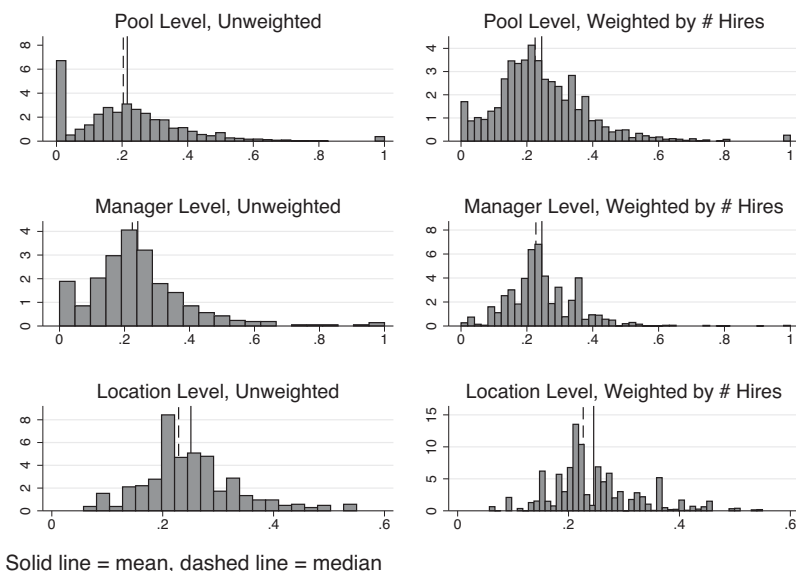 Pool Level, Unweighted
8
6
4
2
0
0 .2 .4 .6 .8 1
Pool Level, Weighted by # Hires
4
3
2
1
0
0 .2 .4 .6 .8 1
Manager Level, Unweighted
4
3
2
1
0
0 .2 .4 .6 .8 1
Manager Level, Weighted by # Hires
8
6
4
2
0
0 .2 .4 .6 .8 1
Location Level, Unweighted
8
6
4
2
0
0 .2 .4 .6
Location Level, Weighted by # Hires
15
10
5
0
0 .2 .4 .6
Solid line = mean, dashed line = median